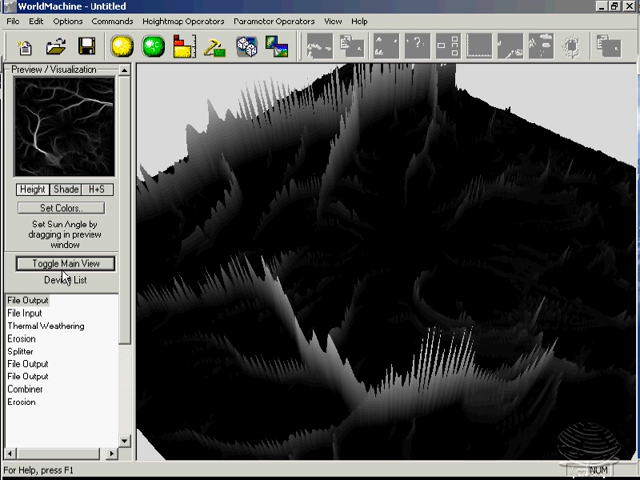 WorldMachine - Untitled
File Edit Options Commands Heightmap Operators Parameter Operators View Help
Preview / Visualization
Height Shade H+S
Set Colors..
Set Sun Angle by
dragging in preview
window
Toggle Main View
Device List
File Output
File Input
Thermal Weathering
Erosion
Splitter
File Output
File Output
Combiner
Erosion
For Help, press F1
NUM